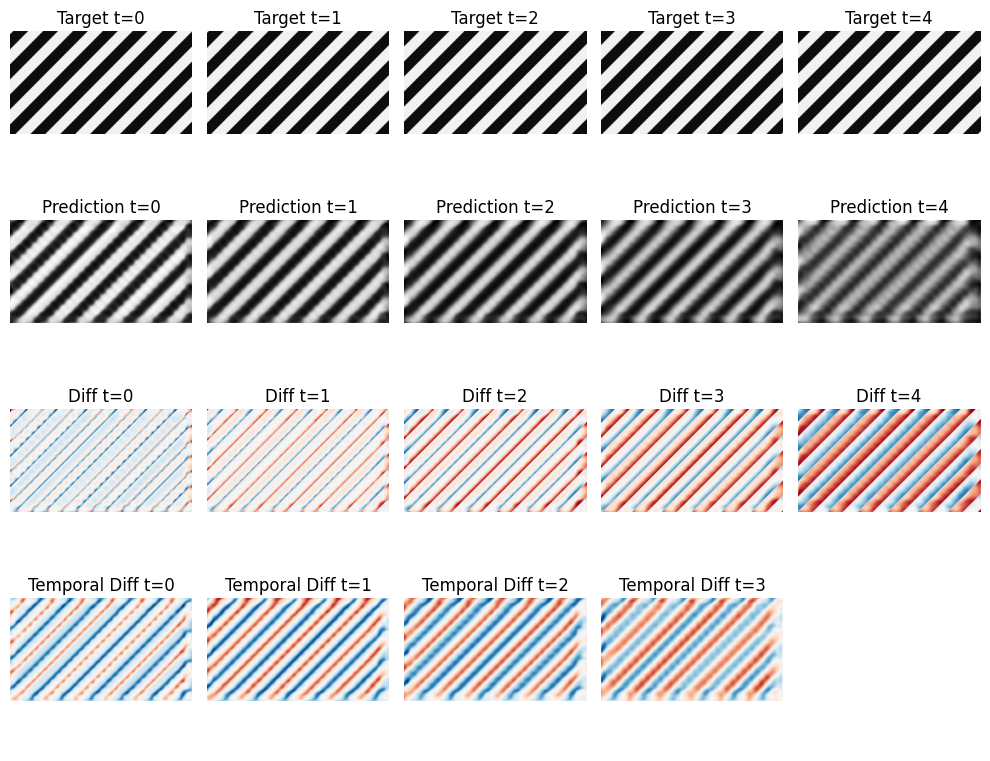 Target t=0 Target t=1 Target t=2 Target t=3 Target t=4
Prediction t=0 Prediction t=1 Prediction t=2 Prediction t=3 Prediction t=4
Diff t=0 Diff t=1 Diff t=2 Diff t=3 Diff t=4
Temporal Diff t=0 Temporal Diff t=1 Temporal Diff t=2 Temporal Diff t=3